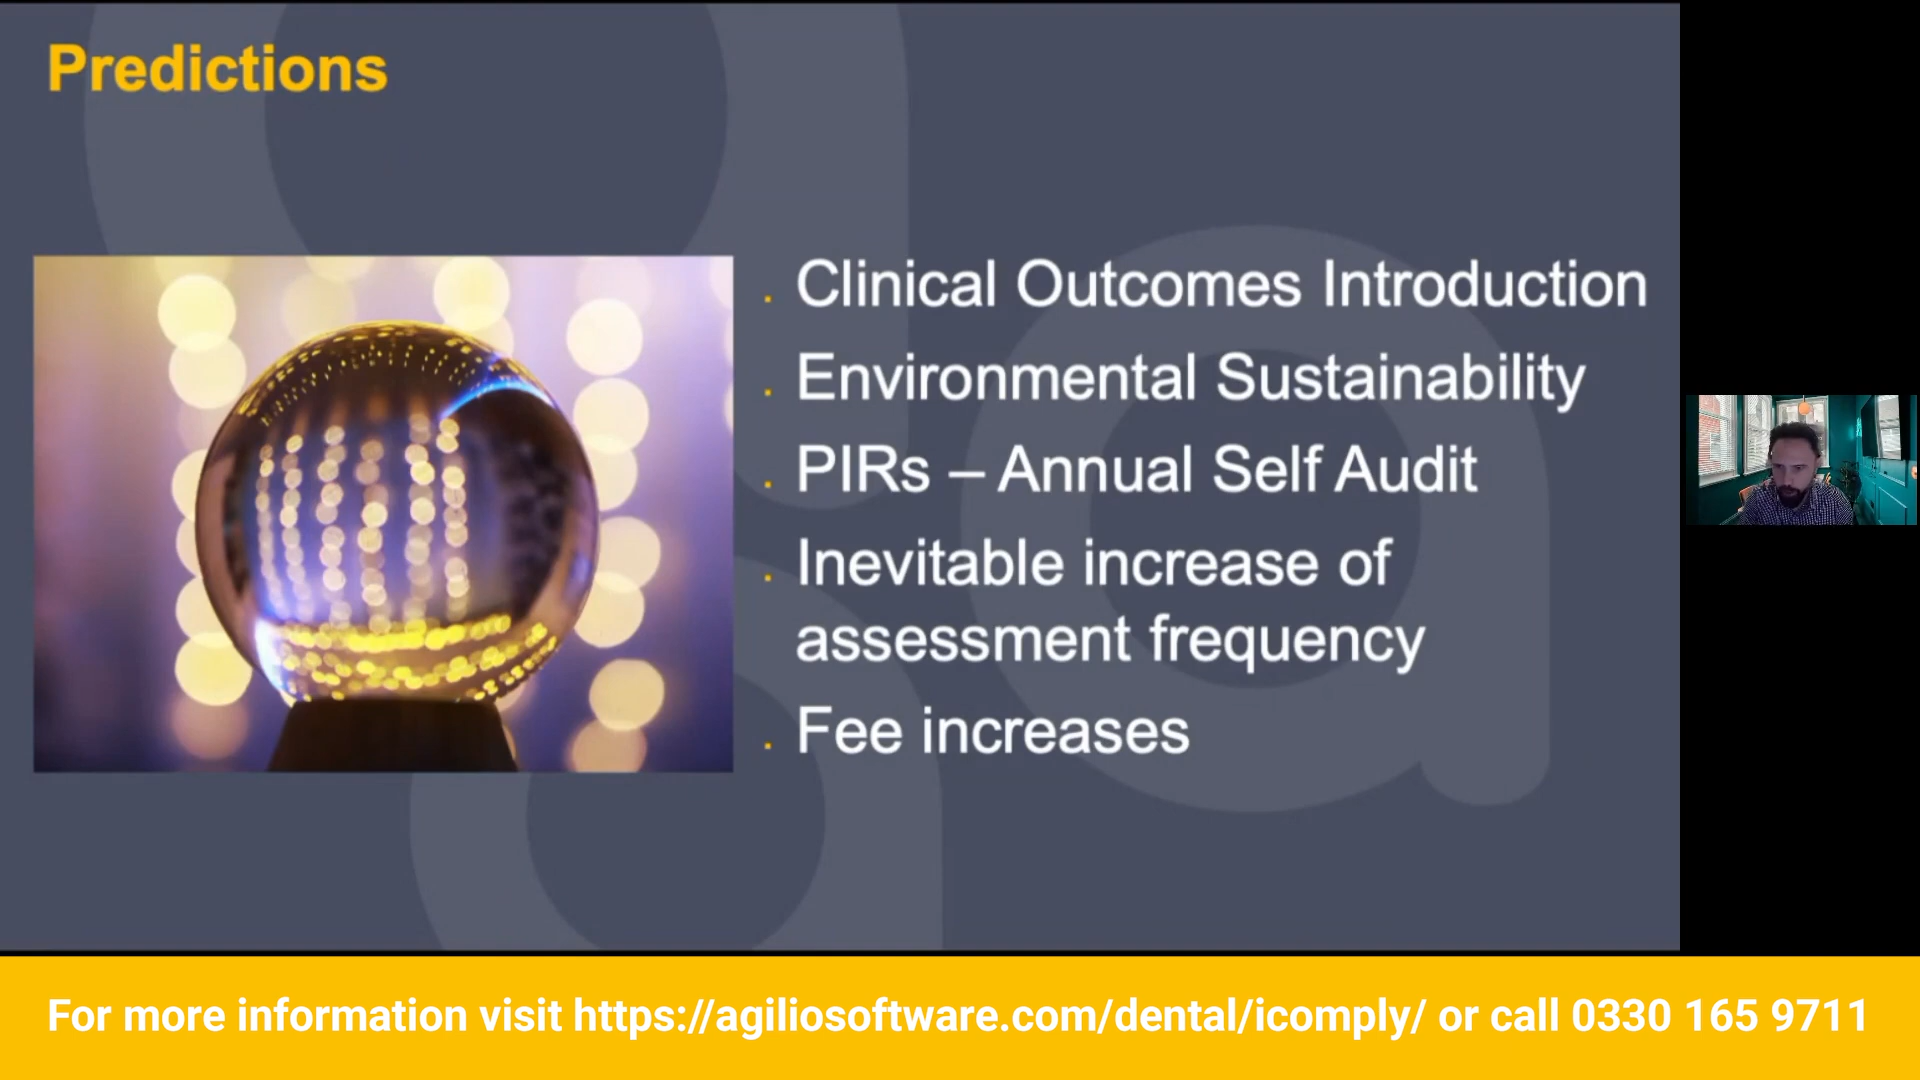 Predictions
Clinical Outcomes Introduction
Environmental Sustainability
PIRs – Annual Self Audit
Inevitable increase of
assessment frequency
Fee increases
For more information visit https://agiliosoftware.com/dental/icomply/ or call 0330 165 9711